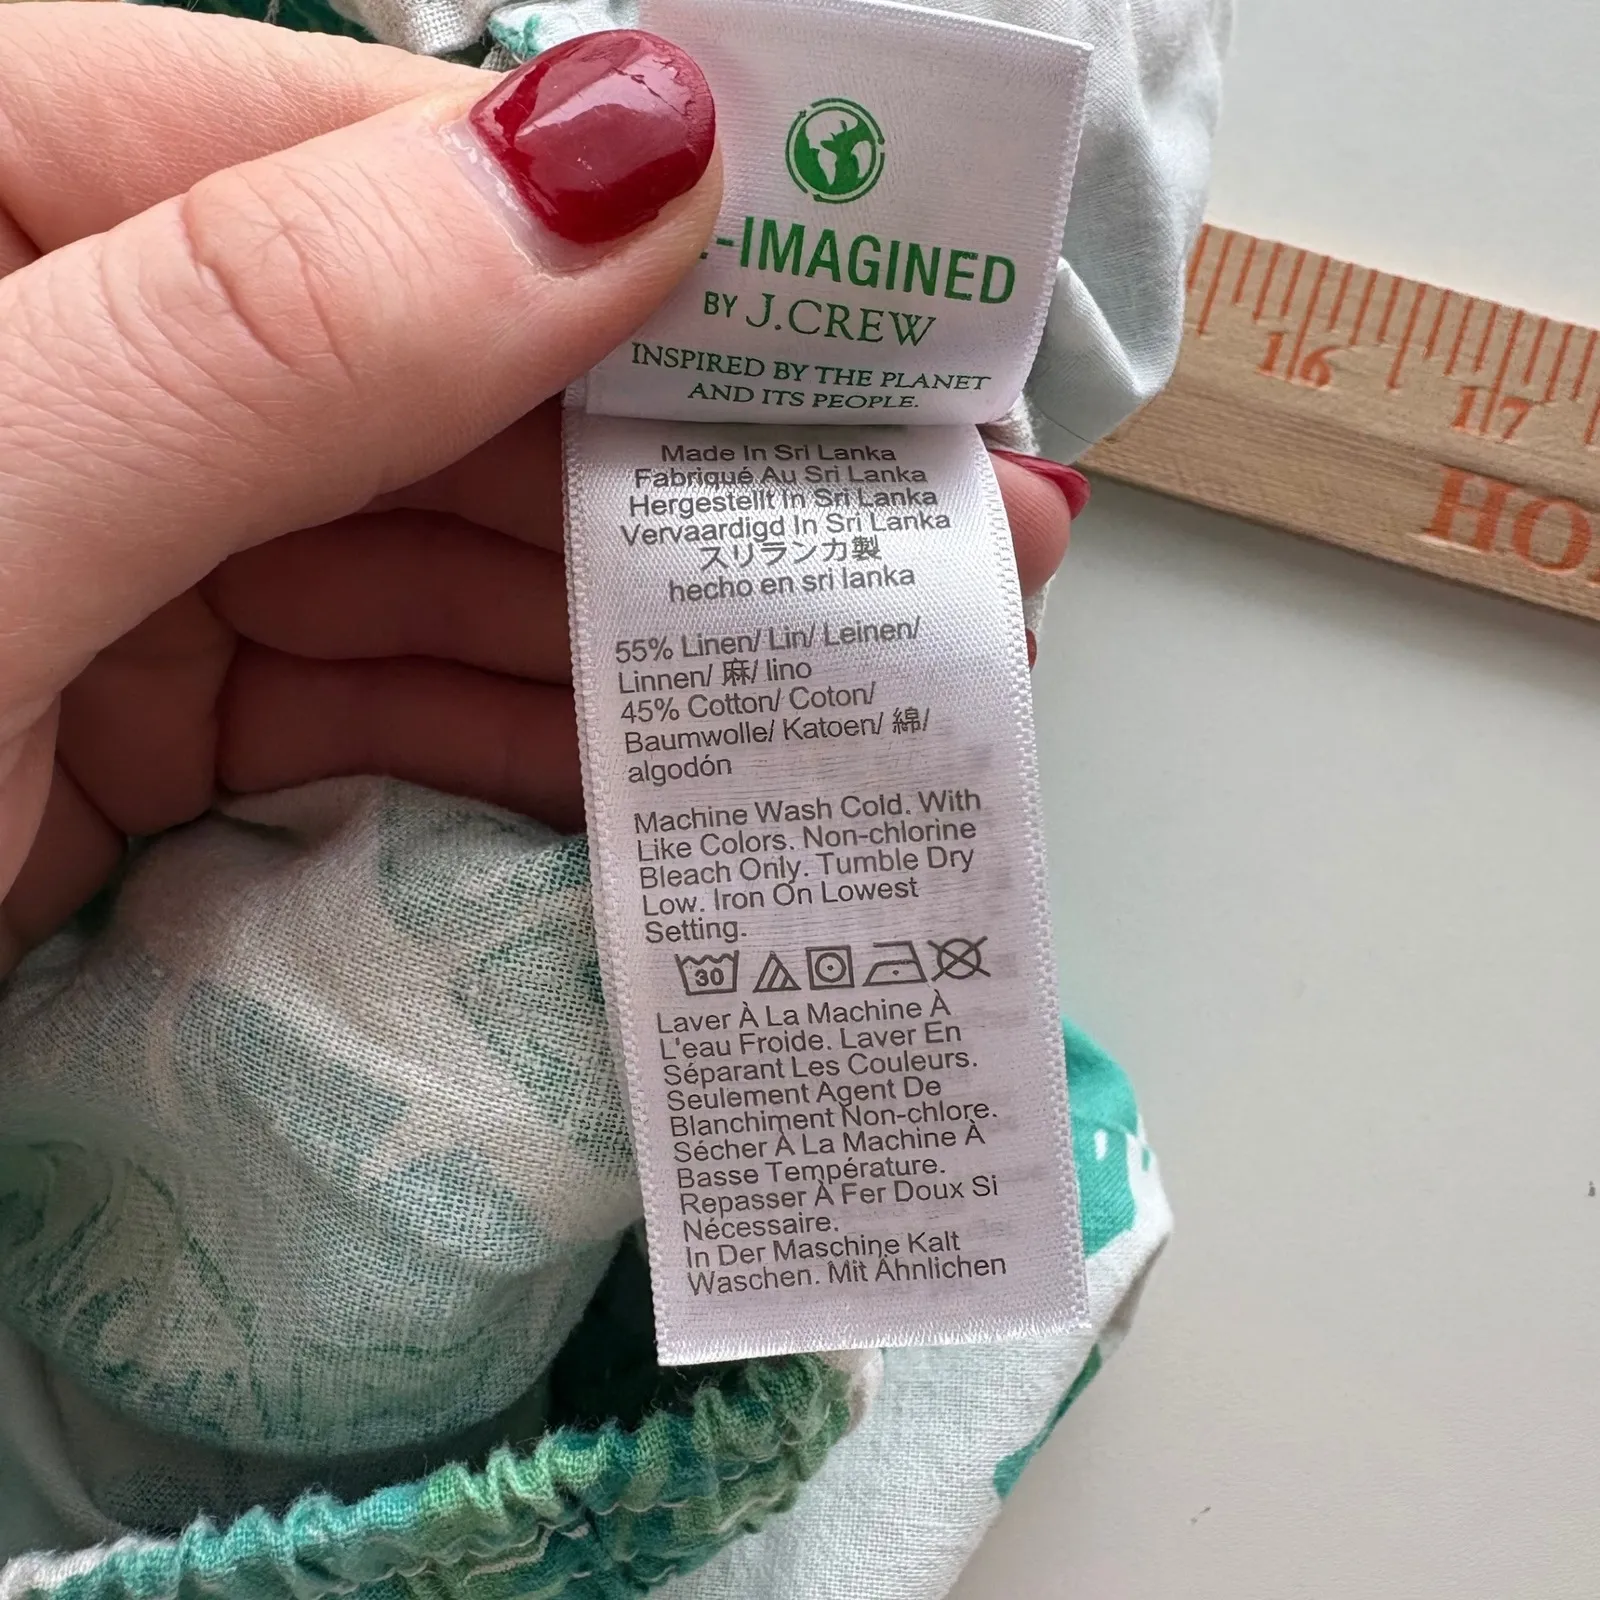 -IMAGINED
BY J.CREW
INSPIRED BY THE PLANET
AND ITS PEOPLE.
Made In Sri Lanka
Fabriqué Au Sri Lanka
Hergestellt In Sri Lanka
Vervaardigd In Sri Lanka
スリランカ製
hecho en sri lanka
55% Linen/ Lin/ Leinen/
Linnen/ 麻/ lino
45% Cotton/ Coton/
Baumwolle/ Katoen/ 綿/
algodón
Machine Wash Cold. With
Like Colors. Non-chlorine
Bleach Only. Tumble Dry
Low. Iron On Lowest
Setting.
30
Laver À La Machine À
L'eau Froide. Laver En
Séparant Les Couleurs.
Seulement Agent De
Blanchiment Non-chlore.
Sécher À La Machine À
Basse Température.
Repasser À Fer Doux Si
Nécessaire.
In Der Maschine Kalt
Waschen. Mit Ähnlichen
16
17
HO